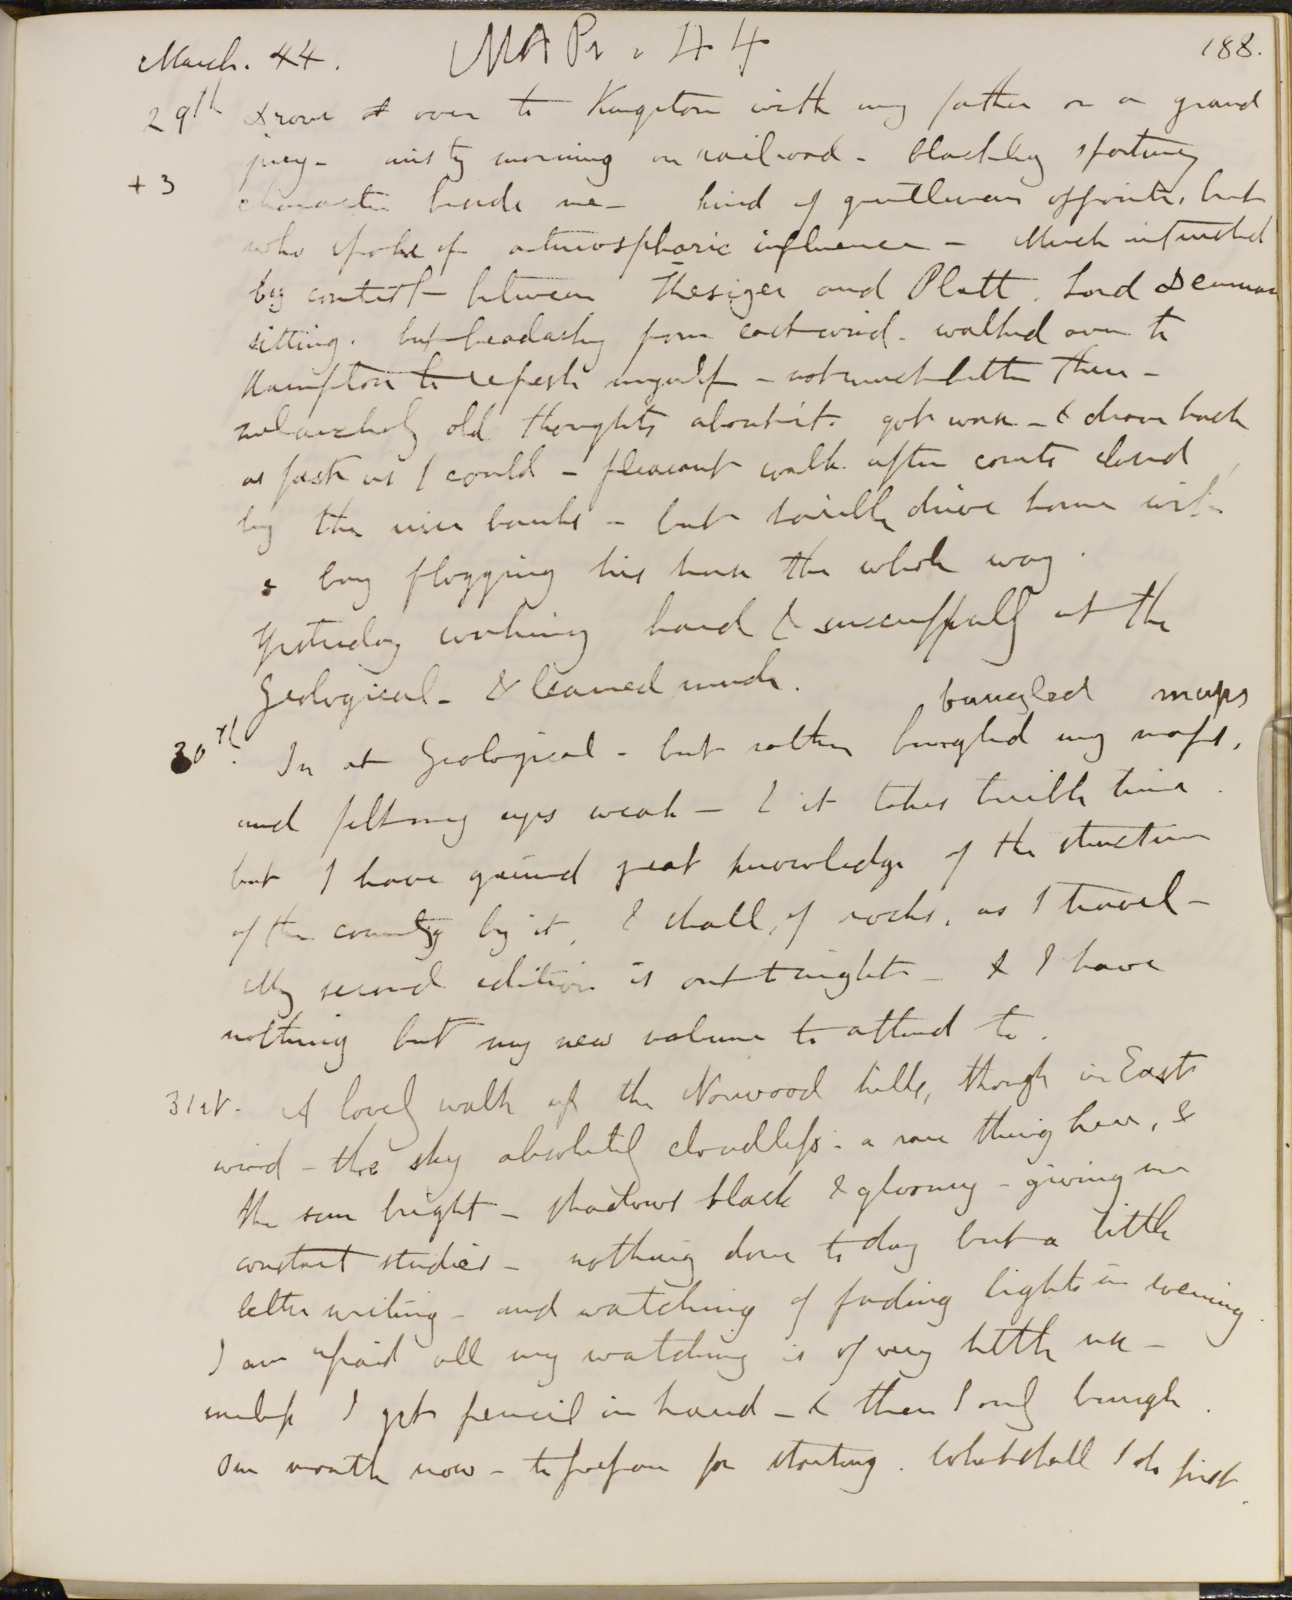 March. 44. MAPs. 44 188.
29th Drove over to Kingston with my father on a grand
jury - misty morning on railroad - blackleg sporting
+3 character beside me - kind of gentleman opposite, but
who spoke of atmospheric influence - Much interested
by contest between Thesiger and Platt. Lord Denman
sitting. but headachy from east wind. walked over to
Hampton to refresh myself - not much better there -
melancholy old thoughts about it. got worse - & drove back
as fast as I could - pleasant walk after courts closed
by the river banks - but terrible drive home with
a boy flogging his horse the whole way.
Yesterday working hard & successfully at the
Geological - & learned much.
bungled maps
30th. In at Geological - but rather bungled my maps,
and felt my eyes weak - & it takes terrible time.
but I have gained great knowledge of the structure
of the country by it, & shall, of rocks, as I travel -
My second edition is out tonight - & I have
nothing but my new volume to attend to.
31st. A lovely walk up the Norwood hills, though in East
wind - the sky absolutely cloudless - a rare thing here, &
the sun bright - shadows black & gloomy - giving me
constant studies - nothing done to day but a little
letter writing - and watching of fading lights in evening.
I am afraid all my watching is of very little use -
unless I get pencil in hand - & then I only bungle.
One month now - to prepare for starting. What shall I do first.